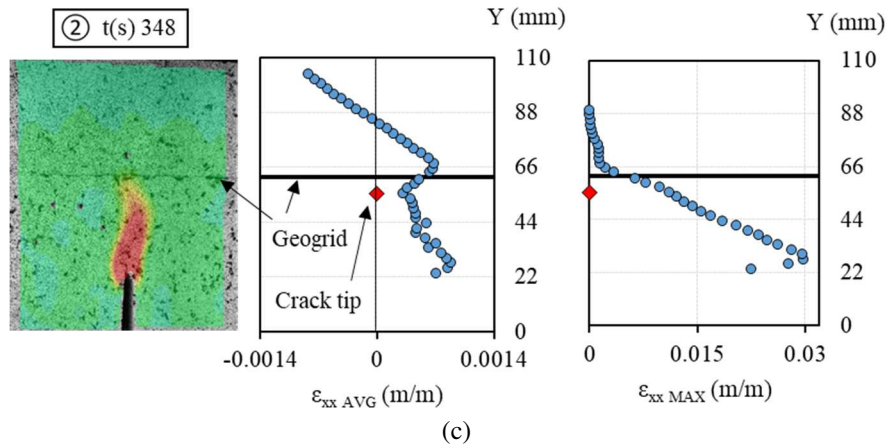 ② t(s) 348
Y (mm)
110
88
66
44
22
0
-0.0014 0 0.0014
εxx AVG (m/m)
Geogrid
Crack tip
Y (mm)
110
88
66
44
22
0
0 0.015 0.03
εxx MAX (m/m)
(c)